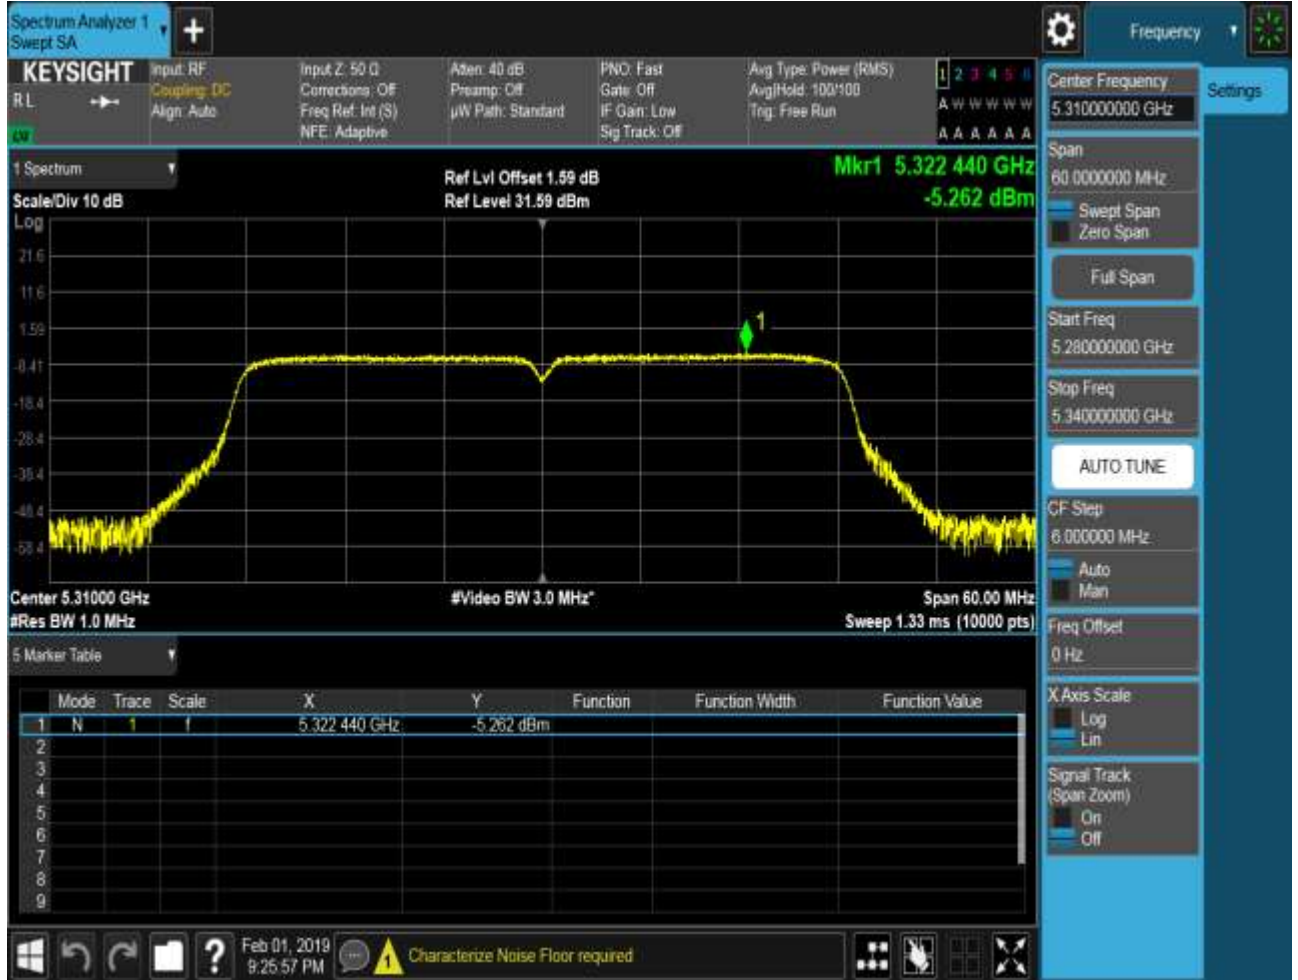 Spectrum Analyzer 1
Swept SA
Frequency
KEYSIGHT
RL
Input: RF
Coupling: DC
Align: Auto
Input Z: 50 Ω
Corrections: Off
Freq Ref: Int (S)
NFE: Adaptive
Atten: 40 dB
Preamp: Off
µW Path: Standard
PNO: Fast
Gate: Off
IF Gain: Low
Sig Track: Off
Avg Type: Power (RMS)
Avg|Hold: 100/100
Trig: Free Run
1 2 3 4 5 6
A W W W W W
A A A A A A
1 Spectrum
Scale/Div 10 dB
Ref Lvl Offset 1.59 dB
Ref Level 31.59 dBm
Mkr1 5.322 440 GHz
-5.262 dBm
Log
21.6
11.6
1.59
-8.41
-18.4
-28.4
-38.4
-48.4
-58.4
1
Center 5.31000 GHz
#Res BW 1.0 MHz
#Video BW 3.0 MHz*
Span 60.00 MHz
Sweep 1.33 ms (10000 pts)
5 Marker Table
Mode Trace Scale X Y Function Function Width Function Value
1 N 1 f 5.322 440 GHz -5.262 dBm
2
3
4
5
6
7
8
9
Feb 01, 2019
9:25:57 PM
1
Characterize Noise Floor required
Settings
Center Frequency
5.310000000 GHz
Span
60.0000000 MHz
Swept Span
Zero Span
Full Span
Start Freq
5.280000000 GHz
Stop Freq
5.340000000 GHz
AUTO TUNE
CF Step
6.000000 MHz
Auto
Man
Freq Offset
0 Hz
X Axis Scale
Log
Lin
Signal Track
(Span Zoom)
On
Off